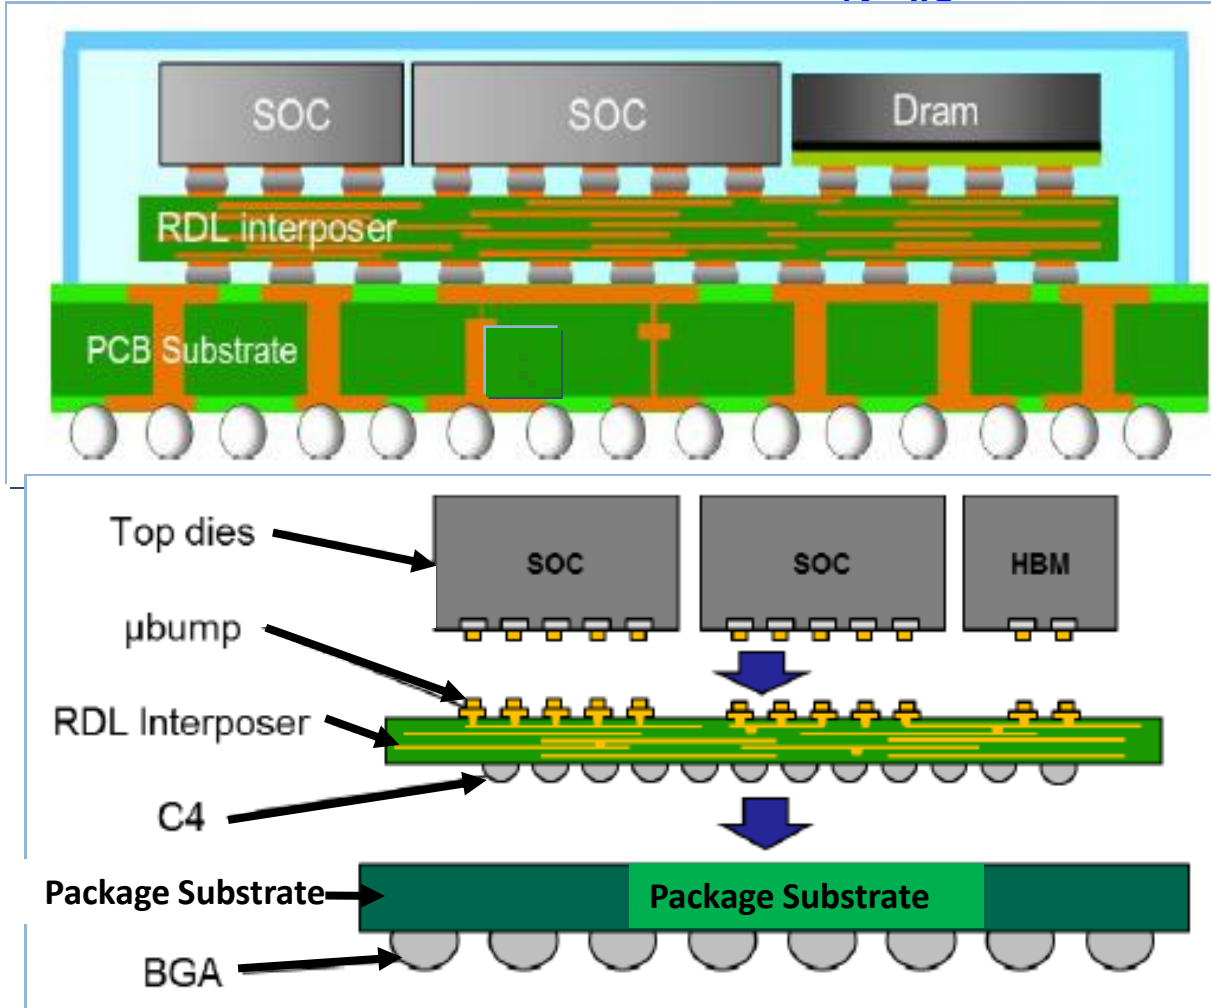 SOC
SOC
Dram
RDL interposer
PCB Substrate
Top dies
SOC
SOC
HBM
µbump
RDL Interposer
C4
Package Substrate
Package Substrate
BGA